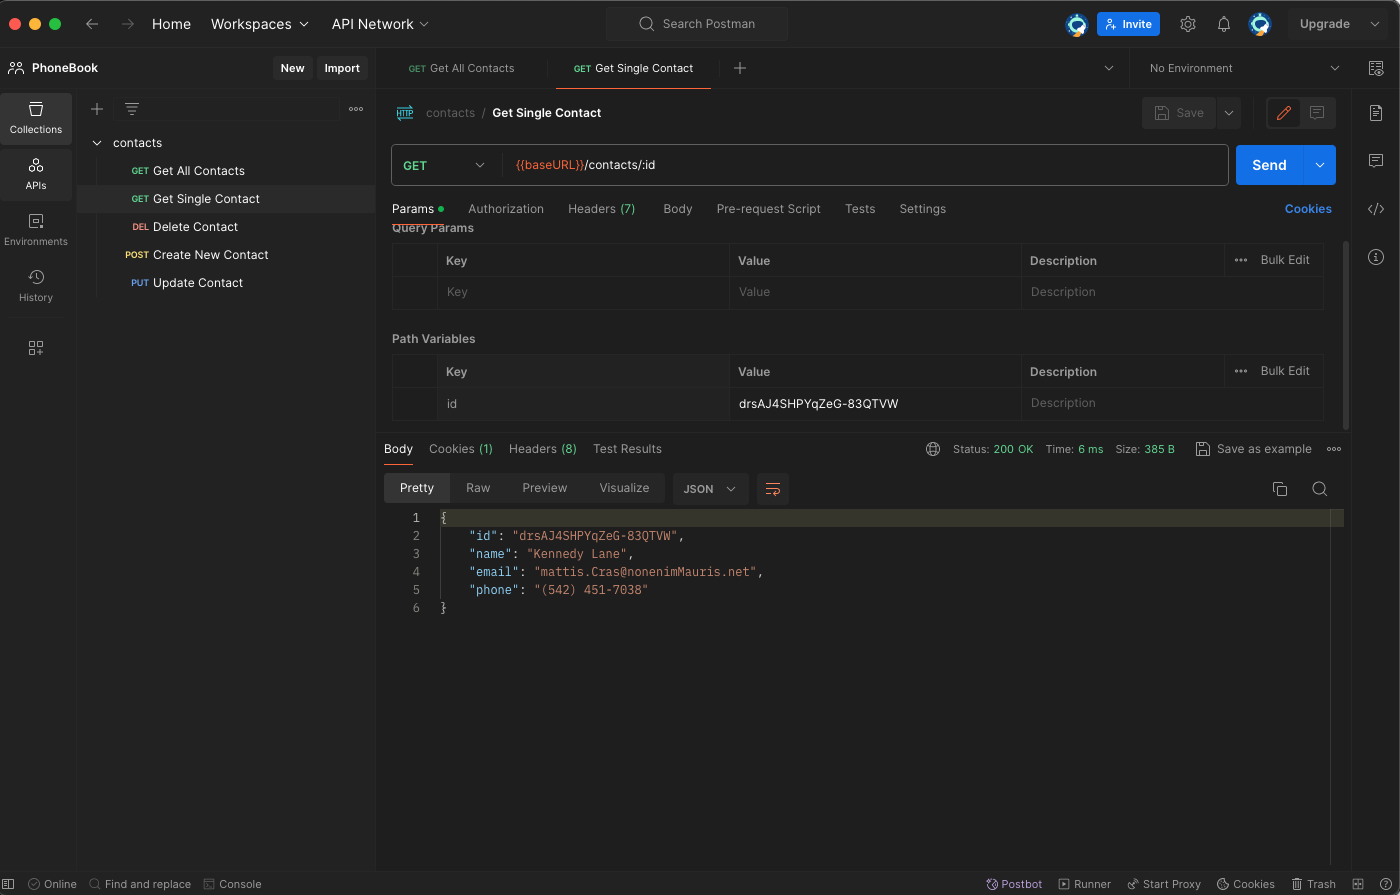 Home Workspaces API Network Search Postman Invite Upgrade
PhoneBook New Import GET Get All Contacts GET Get Single Contact No Environment
Collections
APIs
Environments
History
contacts
GET Get All Contacts
GET Get Single Contact
DEL Delete Contact
POST Create New Contact
PUT Update Contact
HTTP contacts / Get Single Contact Save
GET {{baseURL}}/contacts/:id Send
Params Authorization Headers (7) Body Pre-request Script Tests Settings Cookies
Query Params
Key Value Description Bulk Edit
Key Value Description
Path Variables
Key Value Description Bulk Edit
id drsAJ4SHPYqZeG-83QTVW Description
Body Cookies (1) Headers (8) Test Results Status: 200 OK Time: 6 ms Size: 385 B Save as example
Pretty Raw Preview Visualize JSON
1 {
2 "id": "drsAJ4SHPYqZeG-83QTVW",
3 "name": "Kennedy Lane",
4 "email": "mattis.Cras@nonenimMauris.net",
5 "phone": "(542) 451-7038"
6 }
Online Find and replace Console Postbot Runner Start Proxy Cookies Trash